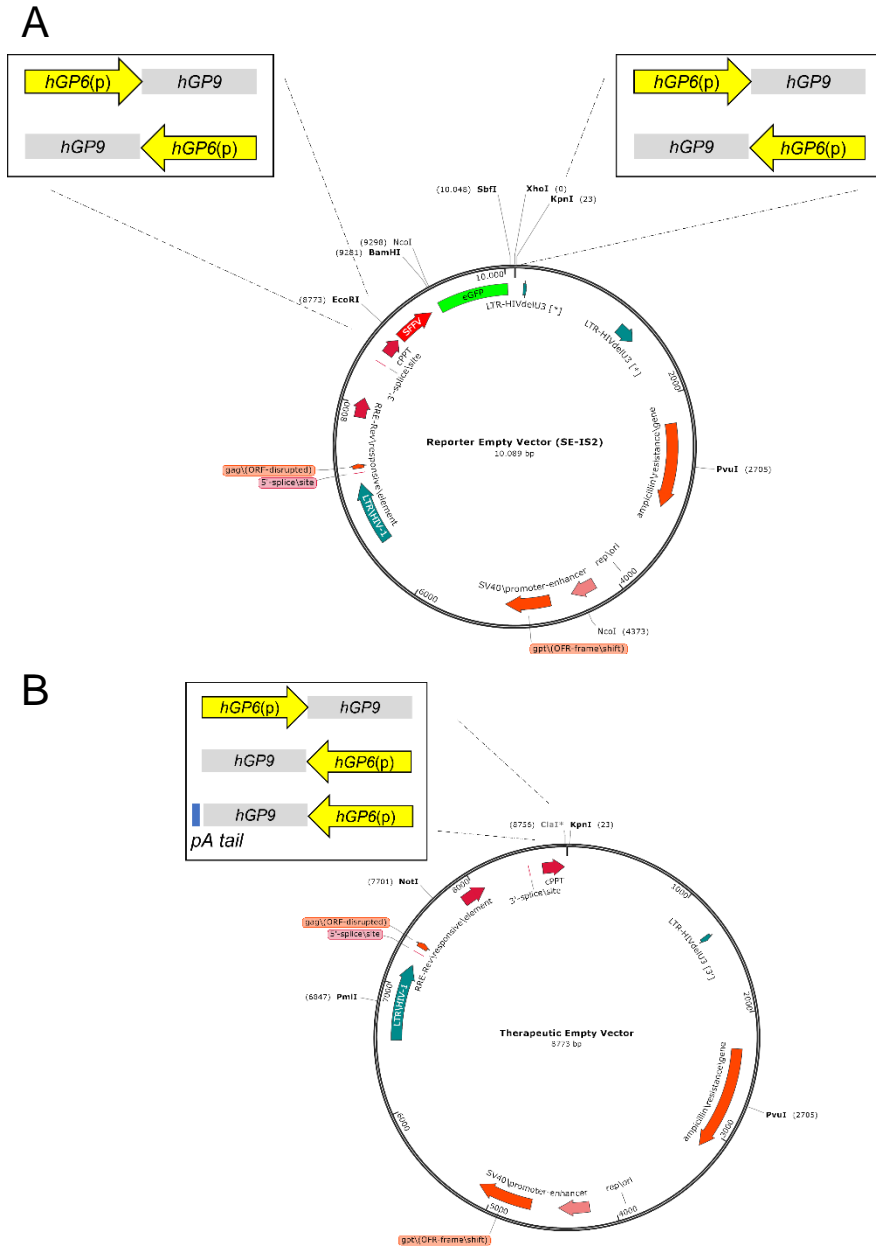 A
hGP6(p) hGP9
hGP9 hGP6(p)
hGP6(p) hGP9
hGP9 hGP6(p)
(10.048) SbfI
XhoI (0)
KpnI (23)
(9298) NcoI
(9281) BamHI
(8773) EcoRI
10.000
eGFP
LTR-HIVdelU3 [*]
SFFV
cPPT
3'-splice\site
LTR-HIVdelU3 [*]
2000
8000
RRE-Rev\responsive\element
Reporter Empty Vector (SE-IS2)
10.089 bp
gag\(ORF-disrupted)
5'-splice\site
LTR\HIV-1
PvuI (2705)
ampicillin\resistance\gene
SV40\promoter-enhancer
rep\ori
4000
6000
NcoI (4373)
gpt\(OFR-frame\shift)
B
hGP6(p) hGP9
hGP9 hGP6(p)
hGP9 hGP6(p)
pA tail
(8756) ClaI* KpnI (23)
(7701) NotI
8000
cPPT
3'-splice\site
1000
gag\(ORF-disrupted)
5'-splice\site
RRE-Rev\responsive\element
LTR-HIVdelU3 [3']
7000
(6847) PmlI
LTR\HIV-1
2000
Therapeutic Empty Vector
8773 bp
ampicillin\resistance\gene
PvuI (2705)
3000
6000
SV40\promoter-enhancer
rep\ori
5000
4000
gpt\(OFR-frame\shift)